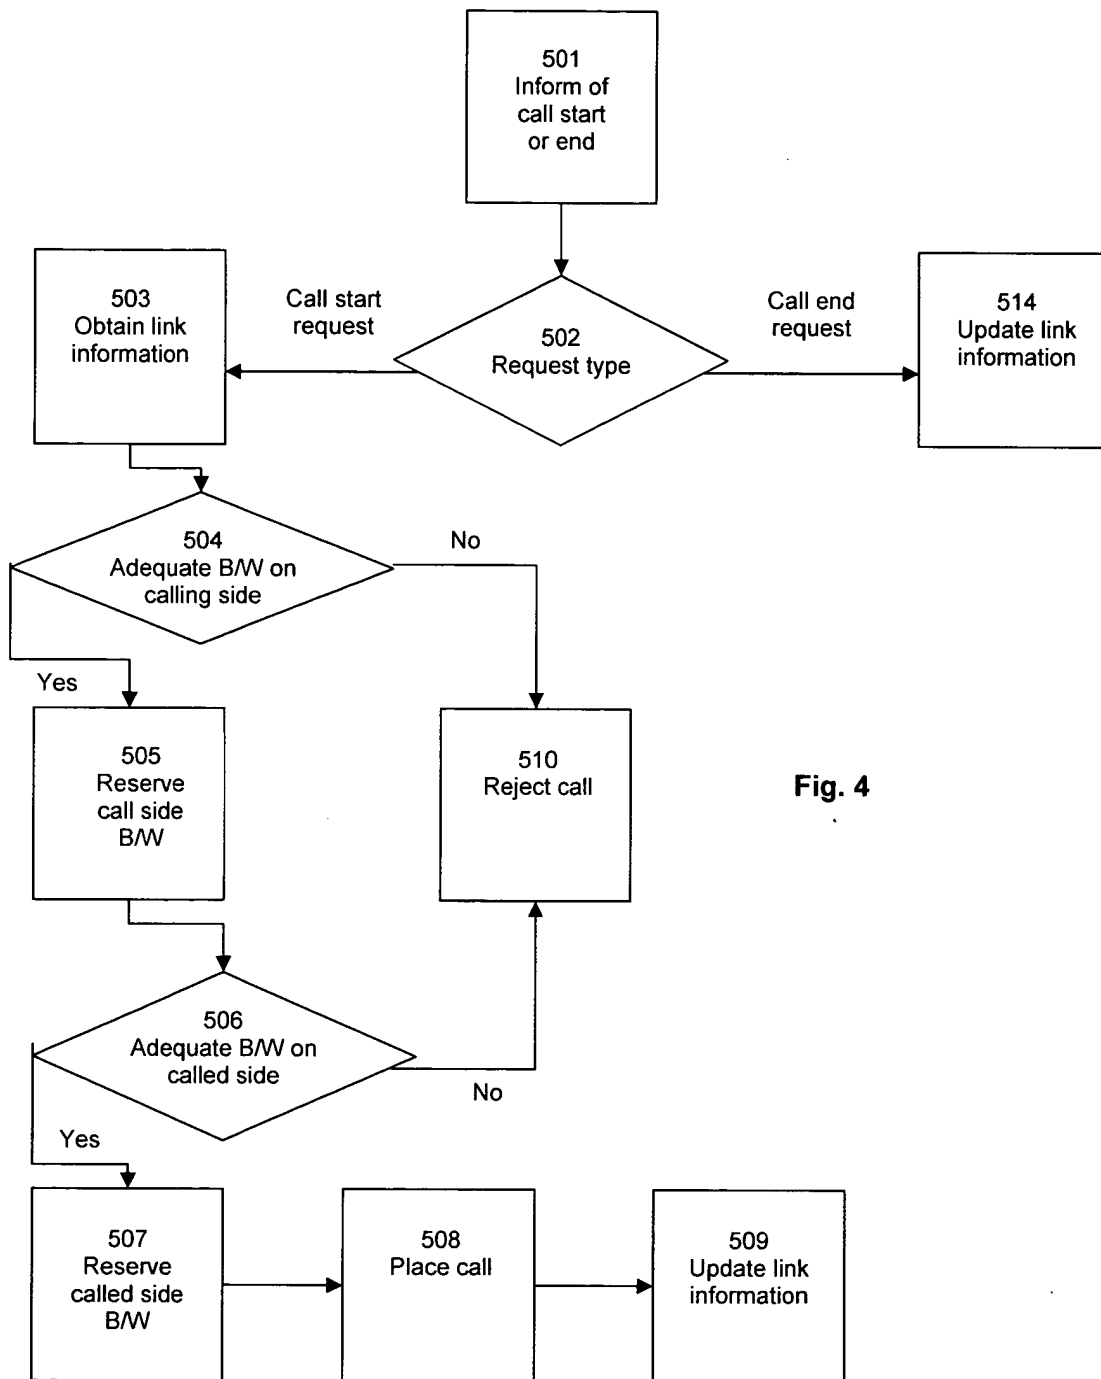 501
Inform of
call start
or end
503
Obtain link
information
Call start
request
502
Request type
Call end
request
514
Update link
information
504
Adequate B/W on
calling side
No
Yes
505
Reserve
call side
B/W
510
Reject call
Fig. 4
506
Adequate B/W on
called side
No
Yes
507
Reserve
called side
B/W
508
Place call
509
Update link
information